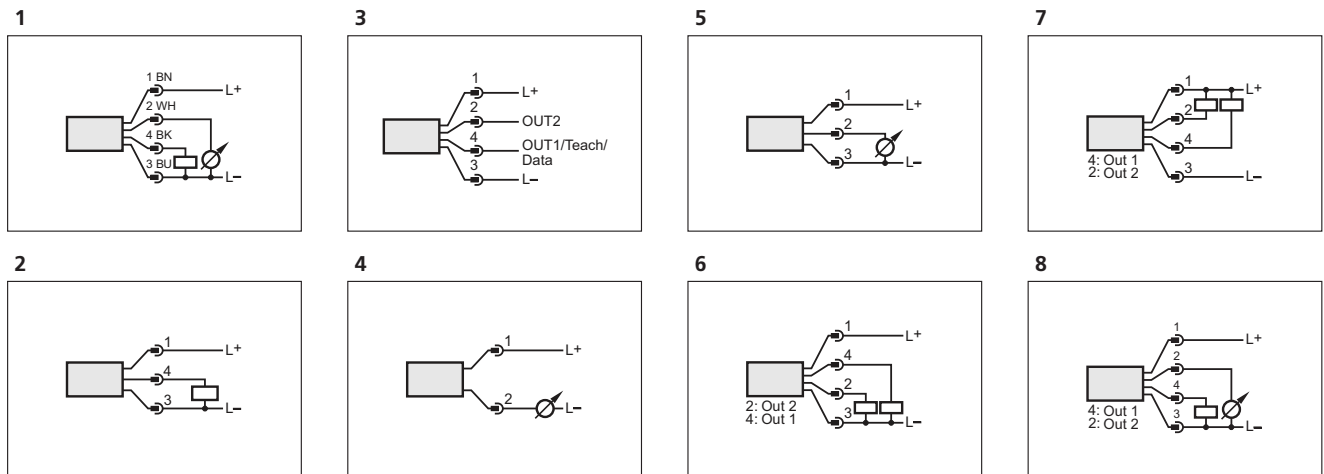 1
1 BN
L+
2 WH
4 BK
3 BU
L–
3
1
L+
2
OUT2
4
OUT1/Teach/
Data
3
L–
5
1
L+
2
3
L–
7
1
L+
2
4
4: Out 1
2: Out 2
3
L–
2
1
L+
4
3
L–
4
1
L+
2
L–
6
1
L+
4
2
2: Out 2
4: Out 1
3
L–
8
1
L+
2
4
4: Out 1
2: Out 2
3
L–